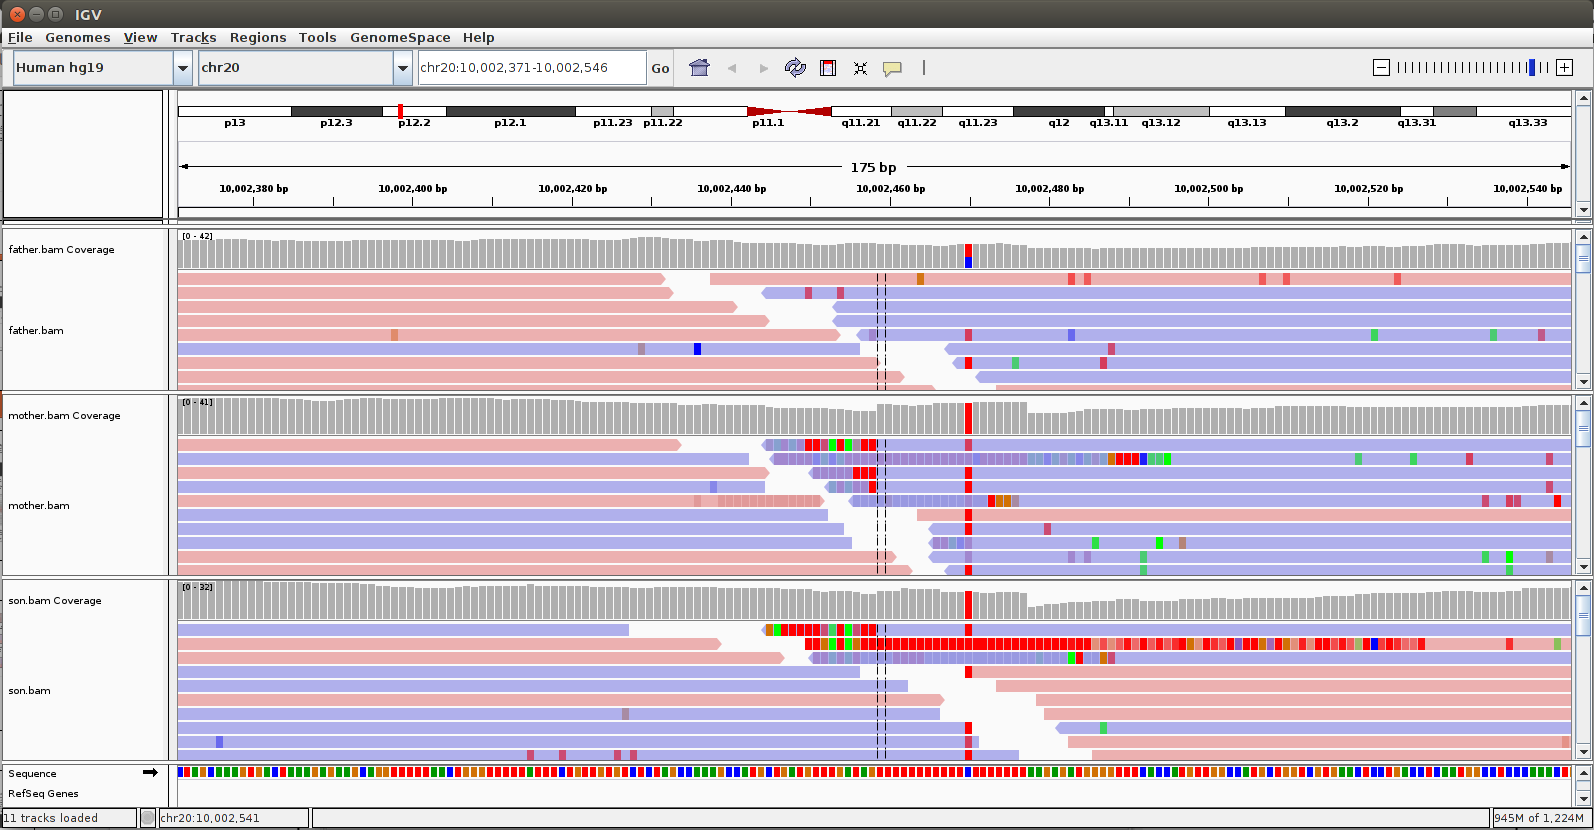 IGV
File Genomes View Tracks Regions Tools GenomeSpace Help
Human hg19 chr20 chr20:10,002,371-10,002,546 Go
p13 p12.3 p12.2 p12.1 p11.23 p11.22 p11.1 q11.21 q11.22 q11.23 q12 q13.11 q13.12 q13.13 q13.2 q13.31 q13.33
175 bp
10,002,380 bp 10,002,400 bp 10,002,420 bp 10,002,440 bp 10,002,460 bp 10,002,480 bp 10,002,500 bp 10,002,520 bp 10,002,540 bp
[0 - 42]
father.bam Coverage
father.bam
[0 - 41]
mother.bam Coverage
mother.bam
[0 - 32]
son.bam Coverage
son.bam
Sequence
RefSeq Genes
11 tracks loaded chr20:10,002,541 945M of 1,224M